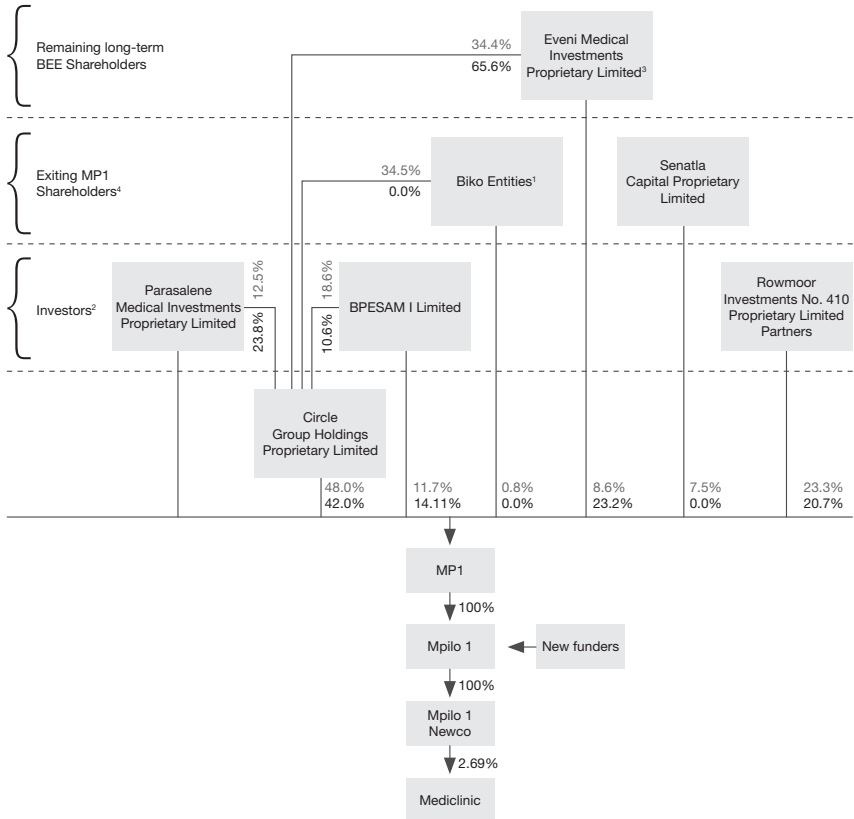 Remaining long-term
BEE Shareholders
34.4%
65.6%
Eveni Medical
Investments
Proprietary Limited³
Exiting MP1
Shareholders⁴
34.5%
0.0%
Biko Entities¹
Senatla
Capital Proprietary
Limited
Investors²
Parasalene
Medical Investments
Proprietary Limited
12.5%
23.8%
18.6%
10.6%
BPESAM I Limited
Rowmoor
Investments No. 410
Proprietary Limited
Partners
Circle
Group Holdings
Proprietary Limited
48.0%
42.0%
11.7%
14.11%
0.8%
0.0%
8.6%
23.2%
7.5%
0.0%
23.3%
20.7%
MP1
100%
Mpilo 1
New funders
100%
Mpilo 1
Newco
2.69%
Mediclinic